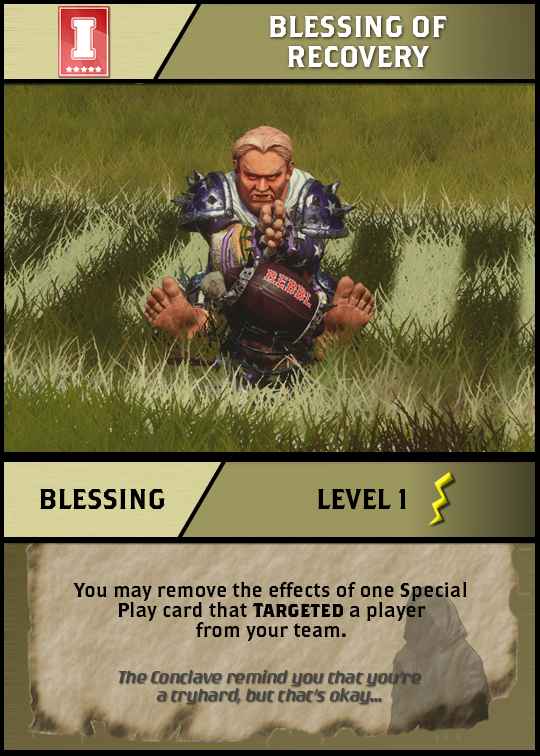 I
BLESSING OF
RECOVERY
REBBL
BLESSING
LEVEL 1
You may remove the effects of one Special
Play card that TARGETED a player
from your team.
The Conclave remind you that you're
a tryhard, but that's okay...